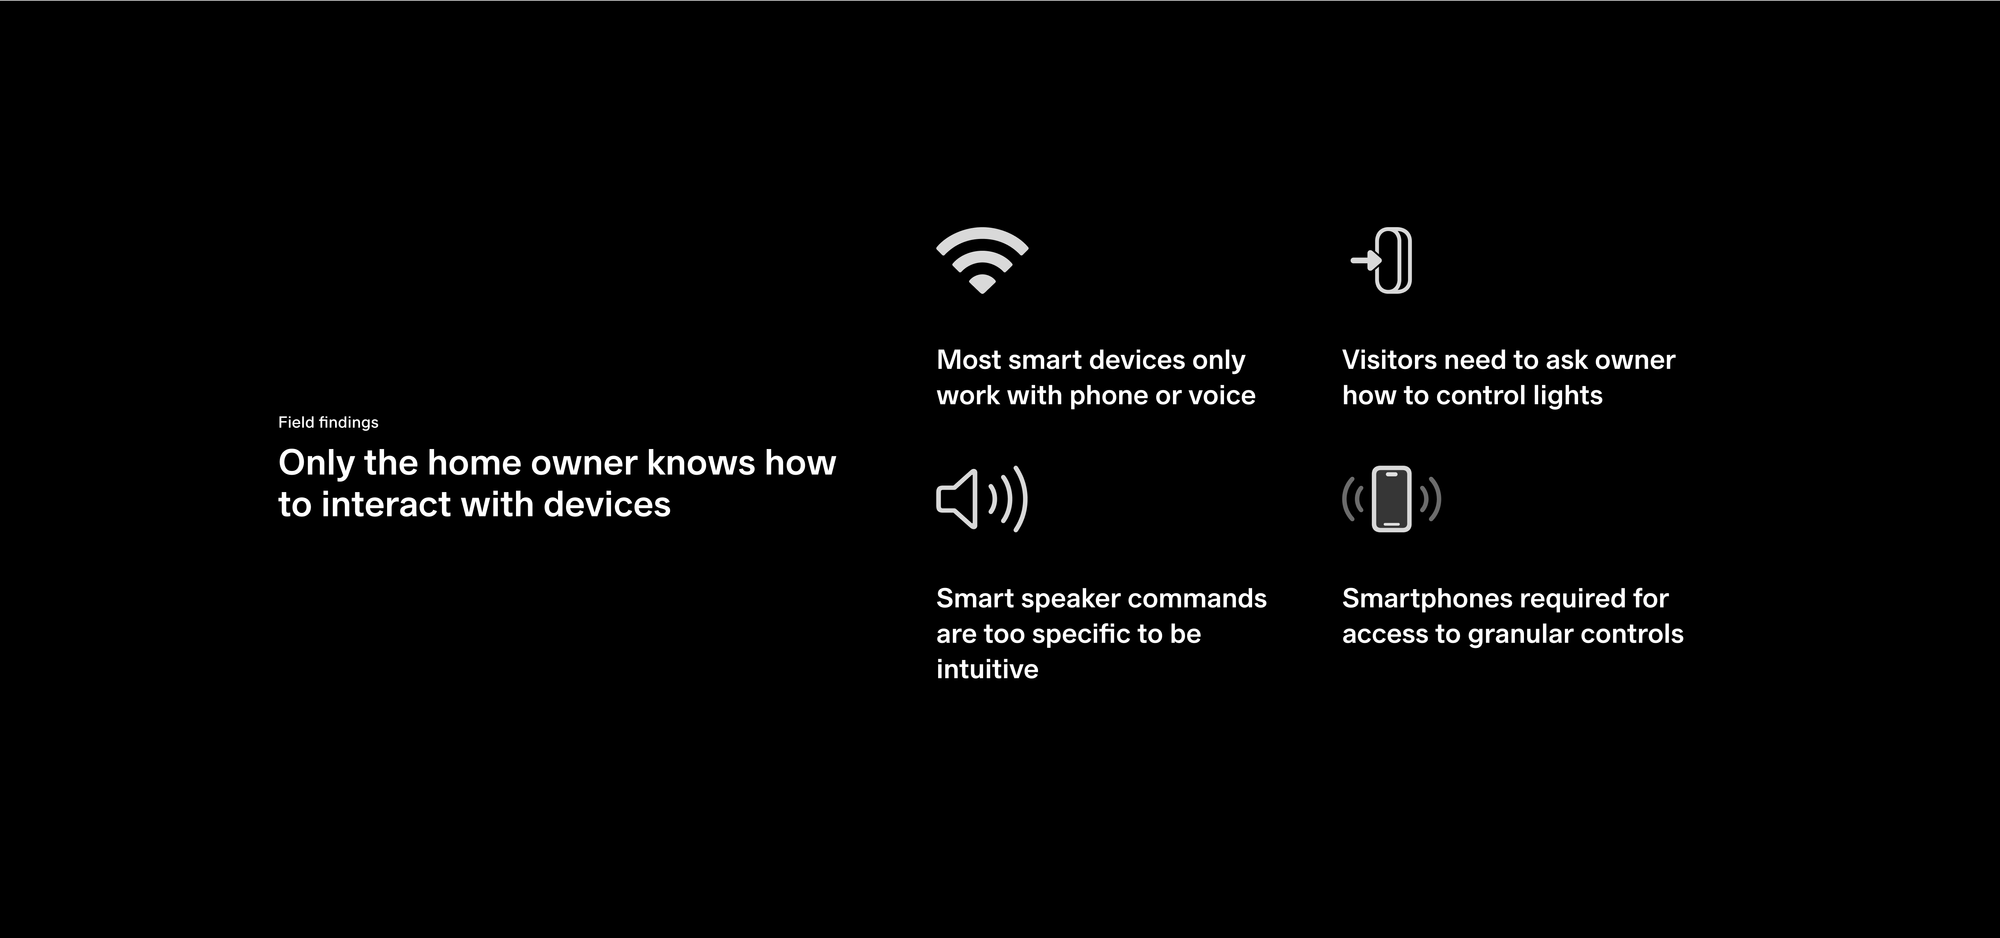 Field findings
Only the home owner knows how
to interact with devices
Most smart devices only
work with phone or voice
Visitors need to ask owner
how to control lights
Smart speaker commands
are too specific to be
intuitive
Smartphones required for
access to granular controls